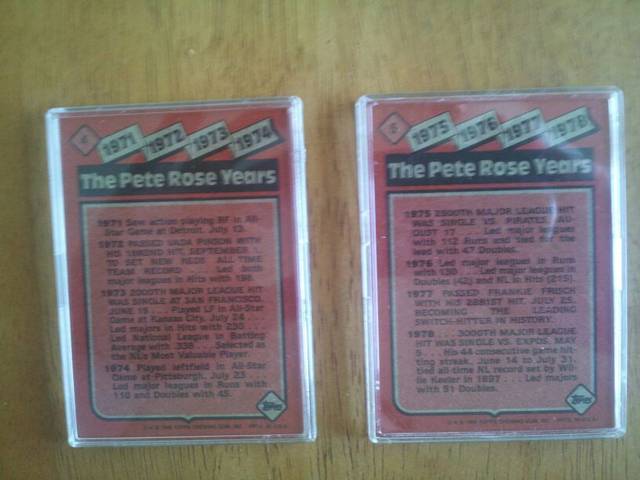 1971 1972 1973 1974
The Pete Rose Years
1971 Saw action playing RF in All-
Star Game at Detroit, July 13.
1972 PASSED VADA PINSON WITH
HIS 1882ND HIT, SEPTEMBER
TO SET NEW REDS' ALL TIME
TEAM RECORD . . . Led both
major leagues in Hits with 198.
1973 2000TH MAJOR LEAGUE HIT
WAS SINGLE AT SAN FRANCISCO,
JUNE 19 . . . Played LF in All-Star
Game at Kansas City, July 24 . . .
Led majors in Hits with 230 . . .
Led National League in Batting
Average with .338 . . . Selected as
the NL's Most Valuable Player.
1974 Played leftfield in All-Star
Game at Pittsburgh, July 23 . . .
Led major leagues in Runs with
110 and Doubles with 45.
Topps
1975 1976 1977 1978
The Pete Rose Years
1975 2500TH MAJOR LEAGUE HIT
WAS SINGLE VS. PIRATES, AU-
GUST 17 . . . Led major leagues
with 112 Runs and tied for the
lead with 47 Doubles.
1976 Led major leagues in Runs
with 130 . . . Led major leagues in
Doubles (42) and NL in Hits (215).
1977 PASSED FRANKIE FRISCH
WITH HIS 2881ST HIT, JULY 25,
BECOMING THE LEADING
SWITCH-HITTER IN HISTORY.
1978 . . . 3000TH MAJOR LEAGUE
HIT WAS SINGLE VS. EXPOS, MAY
5 . . . His 44 consecutive game hit-
ting streak, June 14 to July 31,
tied all-time NL record set by Wil-
lie Keeler in 1897 . . . Led majors
with 51 Doubles.
Topps